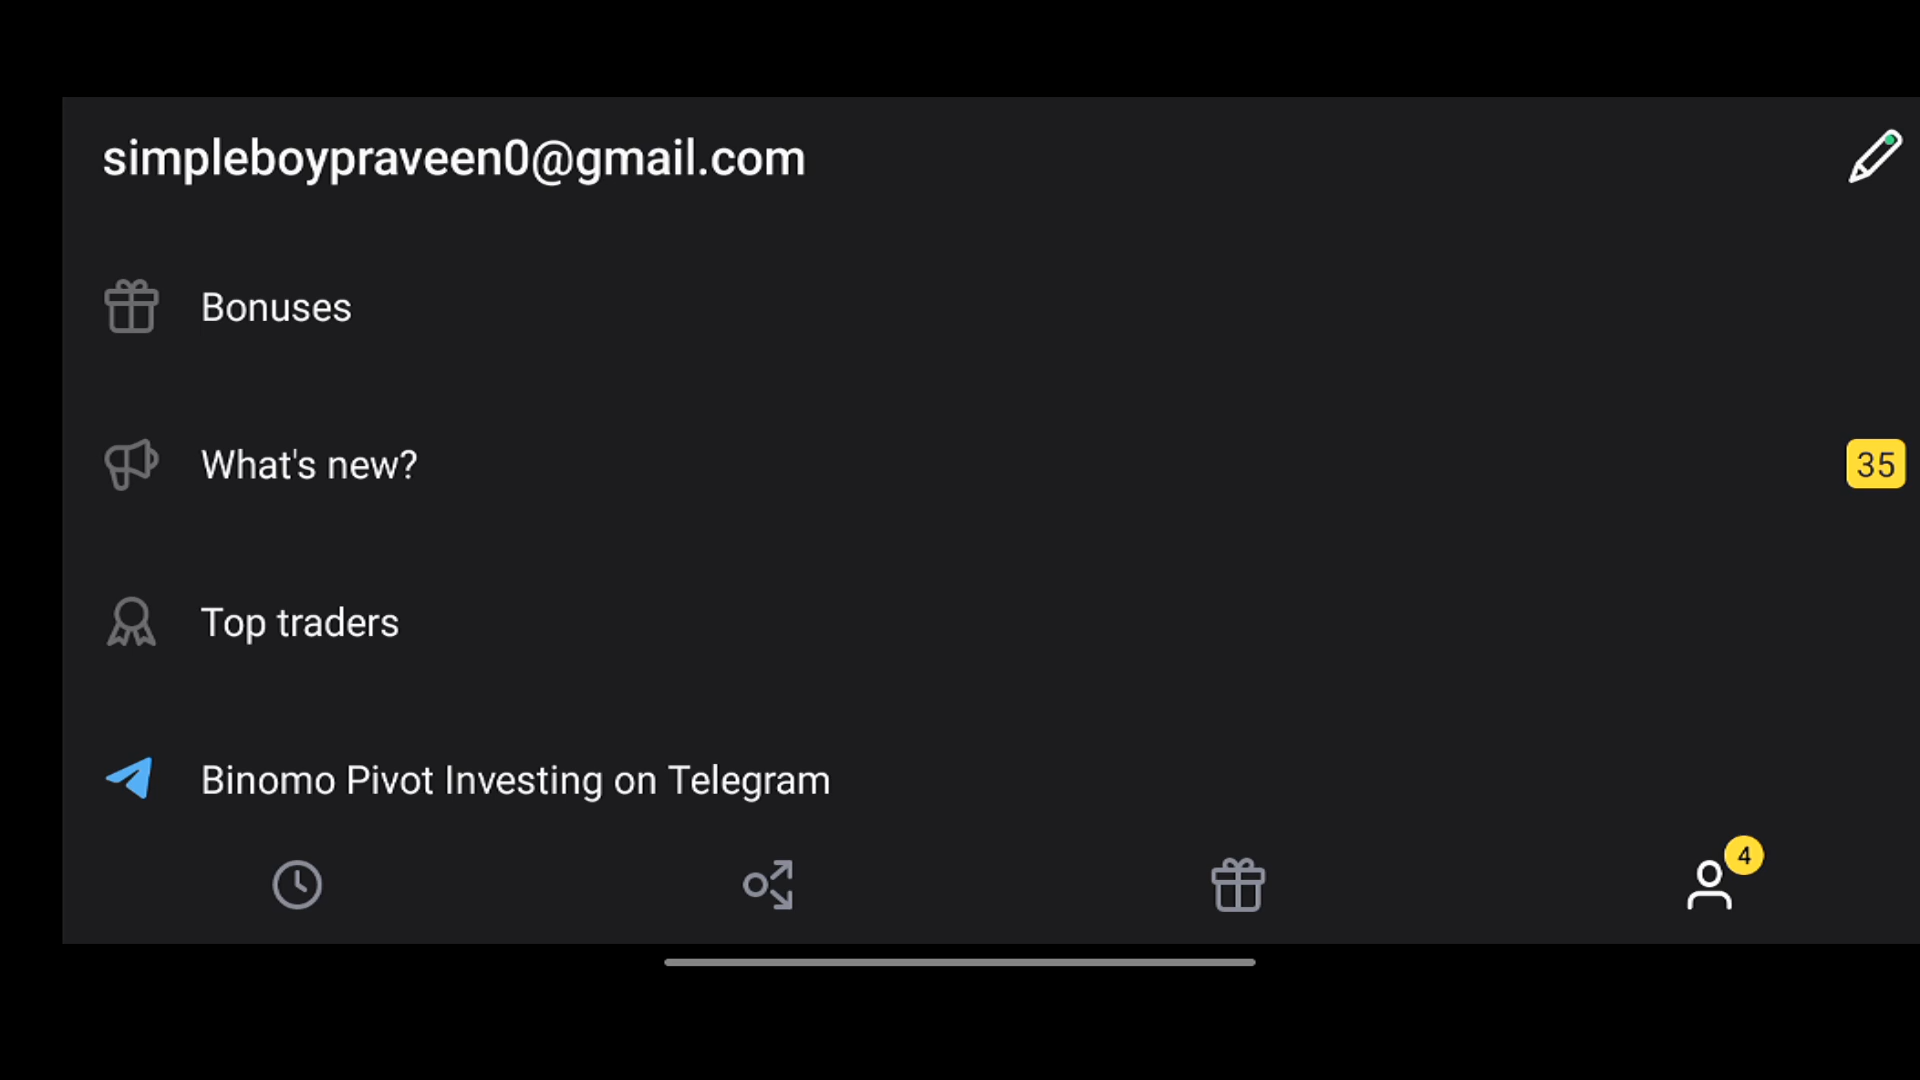 simpleboypraveen0@gmail.com
Bonuses
What's new?
35
Top traders
Binomo Pivot Investing on Telegram
4